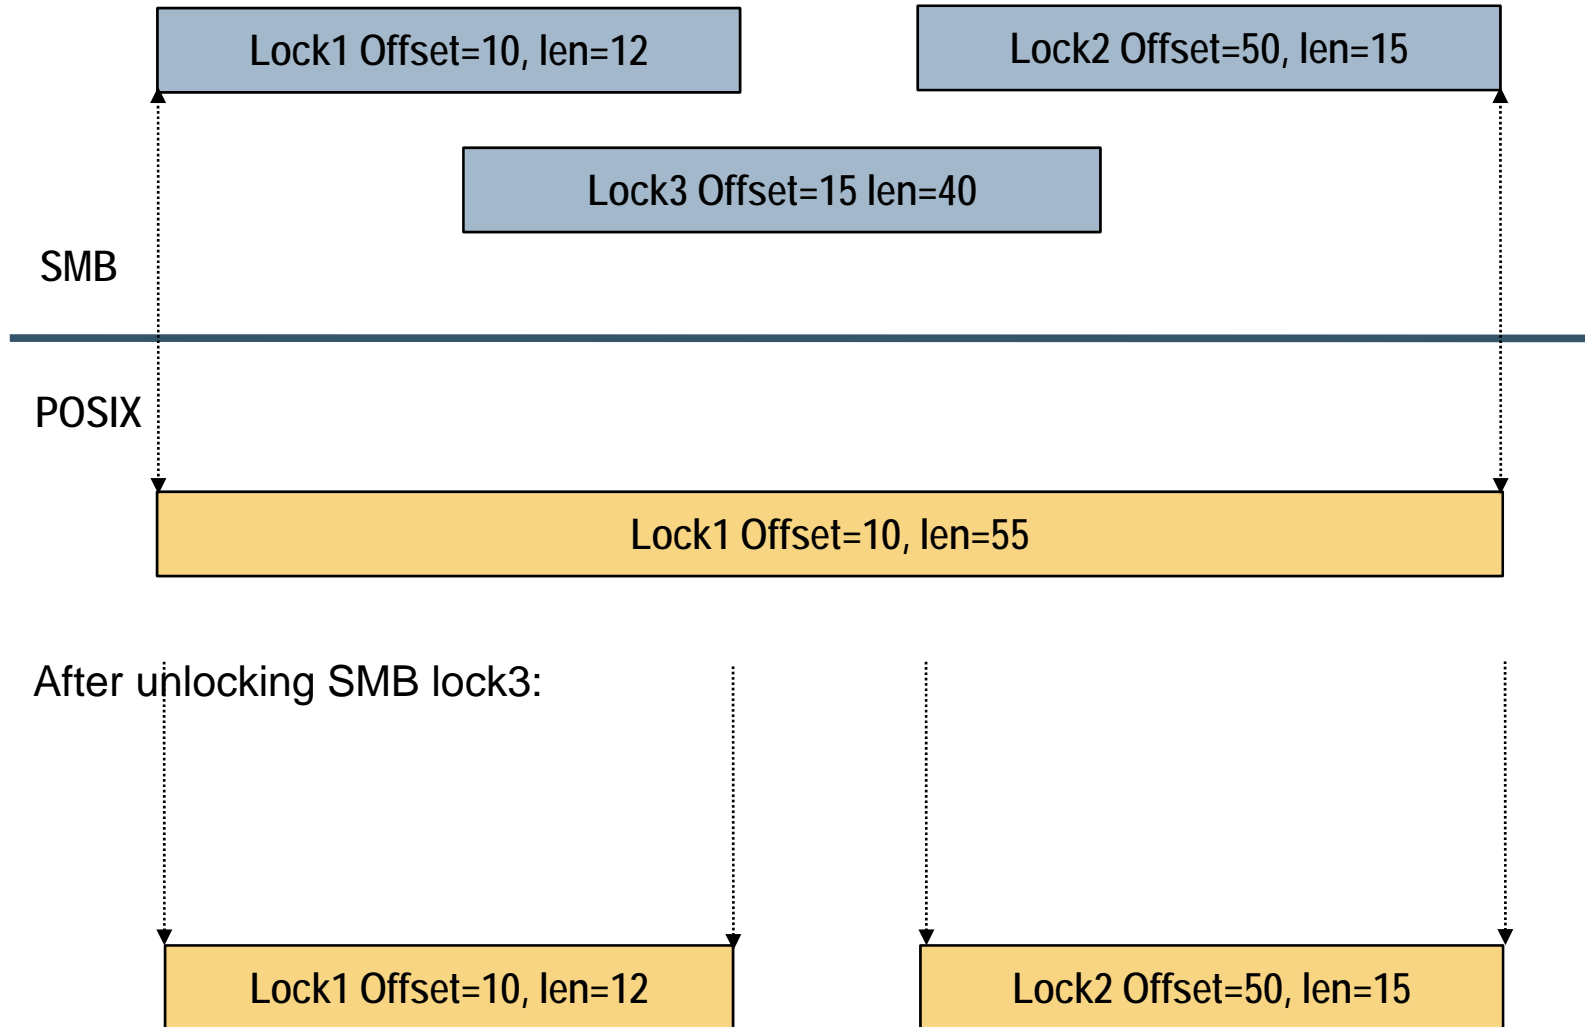 Lock1 Offset=10, len=12
Lock2 Offset=50, len=15
Lock3 Offset=15 len=40
SMB
POSIX
Lock1 Offset=10, len=55
After unlocking SMB lock3:
Lock1 Offset=10, len=12
Lock2 Offset=50, len=15